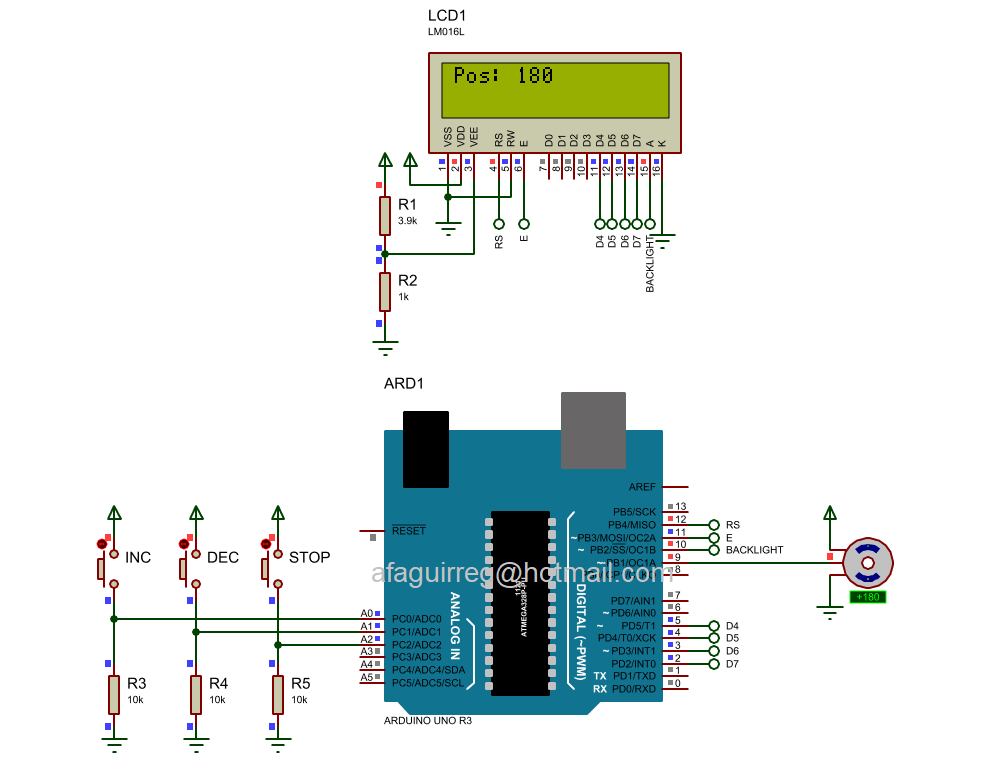 LCD1
LM016L
Pos: 180
VSS VDD VEE RS RW E D0 D1 D2 D3 D4 D5 D6 D7 A K
1 2 3 4 5 6 7 8 9 10 11 12 13 14 15 16
R1
3.9k
RS E D4 D5 D6 D7 BACKLIGHT
R2
1k
ARD1
AREF
RESET
PB5/SCK 13
PB4/MISO 12 RS
~PB3/MOSI/OC2A 11 E
~ PB2/SS/OC1B 10 BACKLIGHT
~ PB1/OC1A 9
8
INC
DEC
STOP
afaguirreg@hotmail.com
+180
ATMEGA328P-PU
ANALOG IN
DIGITAL (~PWM)
A0 PC0/ADC0
A1 PC1/ADC1
A2 PC2/ADC2
A3 PC3/ADC3
A4 PC4/ADC4/SDA
A5 PC5/ADC5/SCL
PD7/AIN1 7
~ PD6/AIN0 6
~ PD5/T1 5 D4
PD4/T0/XCK 4 D5
~ PD3/INT1 3 D6
PD2/INT0 2 D7
TX PD1/TXD 1
RX PD0/RXD 0
R3
10k
R4
10k
R5
10k
ARDUINO UNO R3